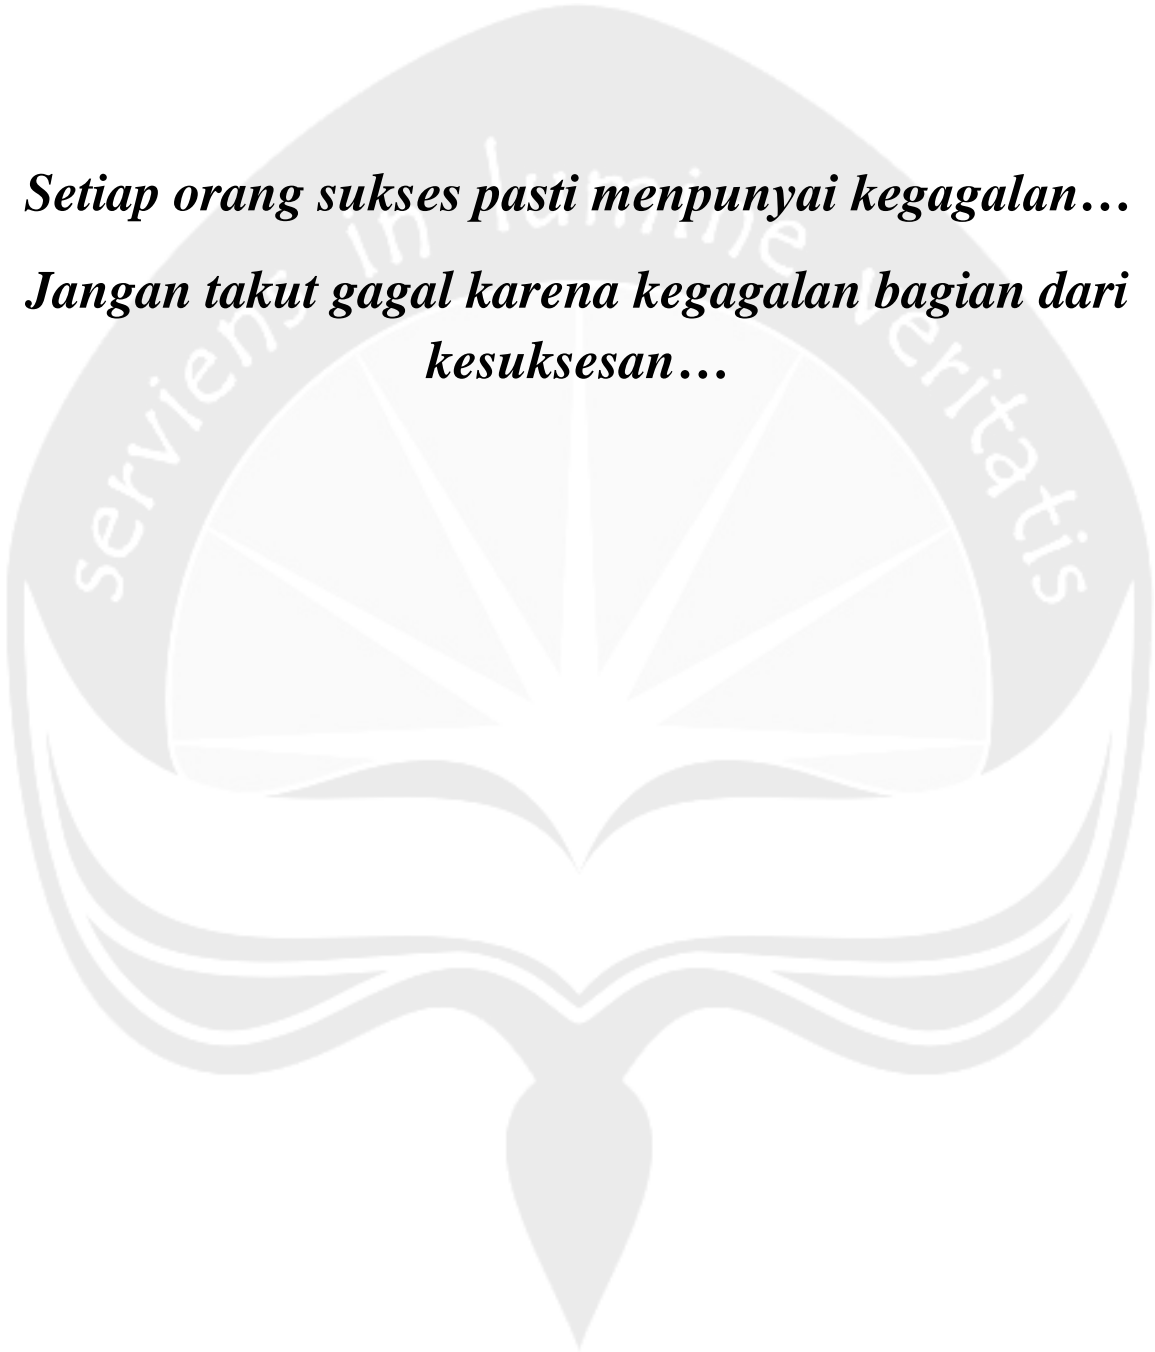 Setiap orang sukses pasti menpunyai kegagalan…
Jangan takut gagal karena kegagalan bagian dari
kesuksesan…
serviens in lumine veritatis